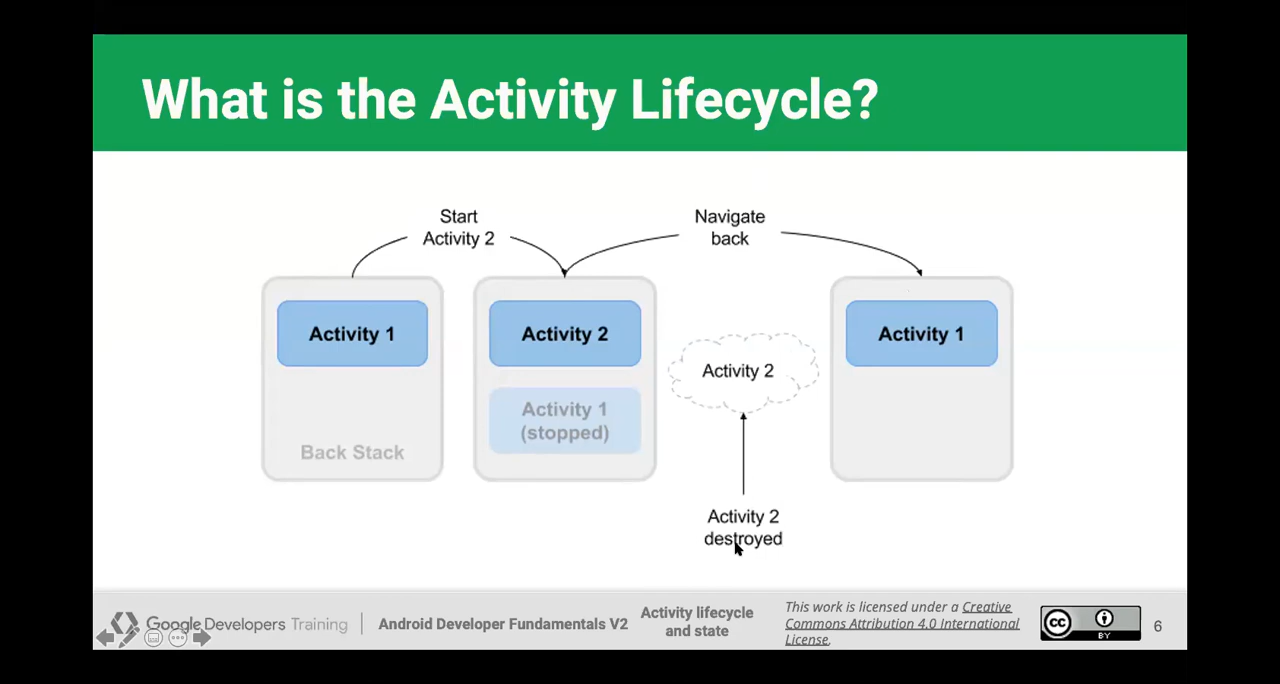 What is the Activity Lifecycle?
Start
Activity 2
Navigate
back
Activity 1
Back Stack
Activity 2
Activity 1
(stopped)
Activity 2
Activity 1
Activity 2
destroyed
Google Developers Training
Android Developer Fundamentals V2
Activity lifecycle
and state
This work is licensed under a Creative
Commons Attribution 4.0 International
License.
cc
BY
6